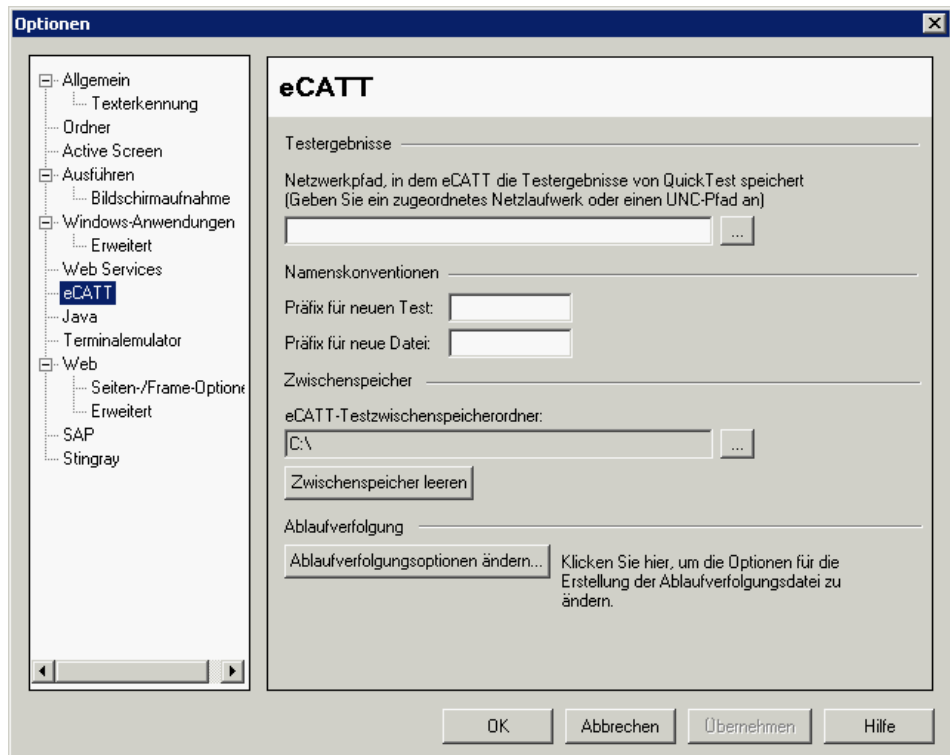 Optionen
Allgemein
Texterkennung
Ordner
Active Screen
Ausführen
Bildschirmaufnahme
Windows-Anwendungen
Erweitert
Web Services
eCATT
Java
Terminalemulator
Web
Seiten-/Frame-Optione
Erweitert
SAP
Stingray
eCATT
Testergebnisse
Netzwerkpfad, in dem eCATT die Testergebnisse von QuickTest speichert
(Geben Sie ein zugeordnetes Netzlaufwerk oder einen UNC-Pfad an)
...
Namenskonventionen
Präfix für neuen Test:
Präfix für neue Datei:
Zwischenspeicher
eCATT-Testzwischenspeicherordner:
C:\
...
Zwischenspeicher leeren
Ablaufverfolgung
Ablaufverfolgungsoptionen ändern...
Klicken Sie hier, um die Optionen für die
Erstellung der Ablaufverfolgungsdatei zu
ändern.
OK
Abbrechen
Übernehmen
Hilfe